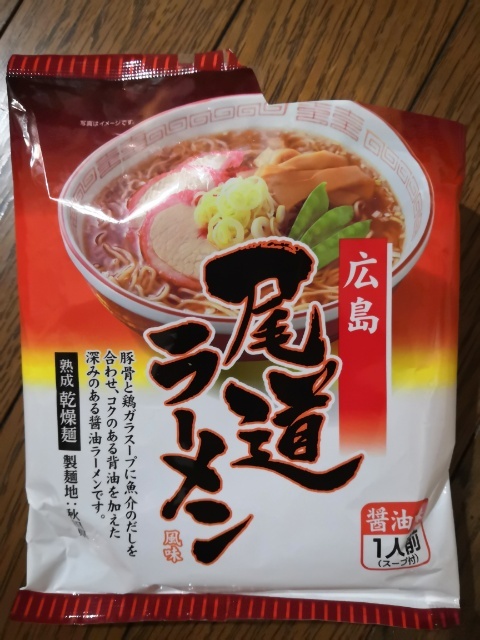 写真はイメージです。
広島
尾道
ラーメン
風味
豚骨と鶏ガラスープに魚介のだしを
合わせ、コクのある背油を加えた
深みのある醤油ラーメンです。
熟成 乾燥麺
製麺地:秋
醤油
1人前
(スープ付)